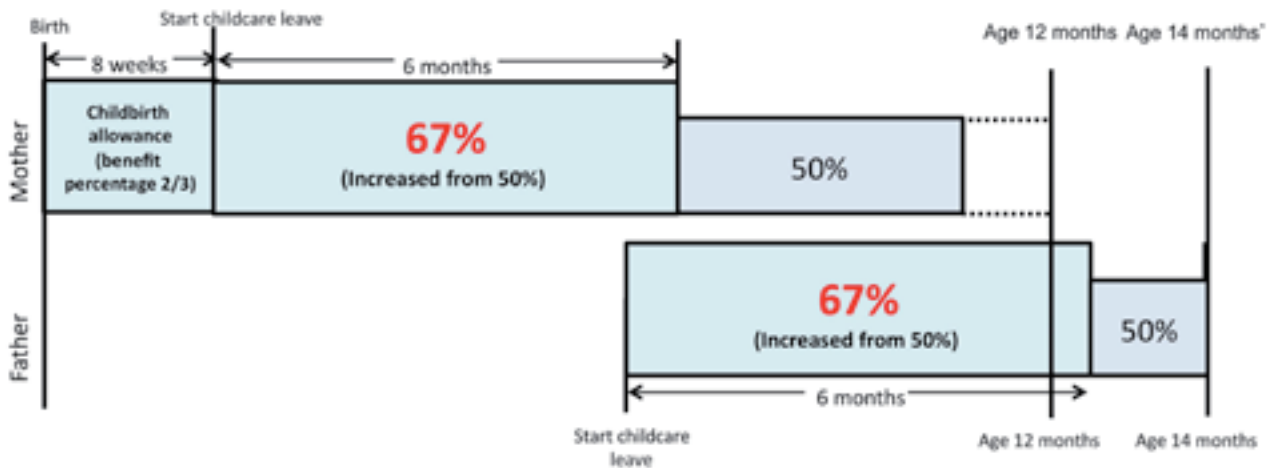 Birth
Start childcare leave
Age 12 months
Age 14 months*
8 weeks
6 months
Mother
Childbirth
allowance
(benefit
percentage 2/3)
67%
(Increased from 50%)
50%
Father
67%
(Increased from 50%)
50%
6 months
Start childcare
leave
Age 12 months
Age 14 months